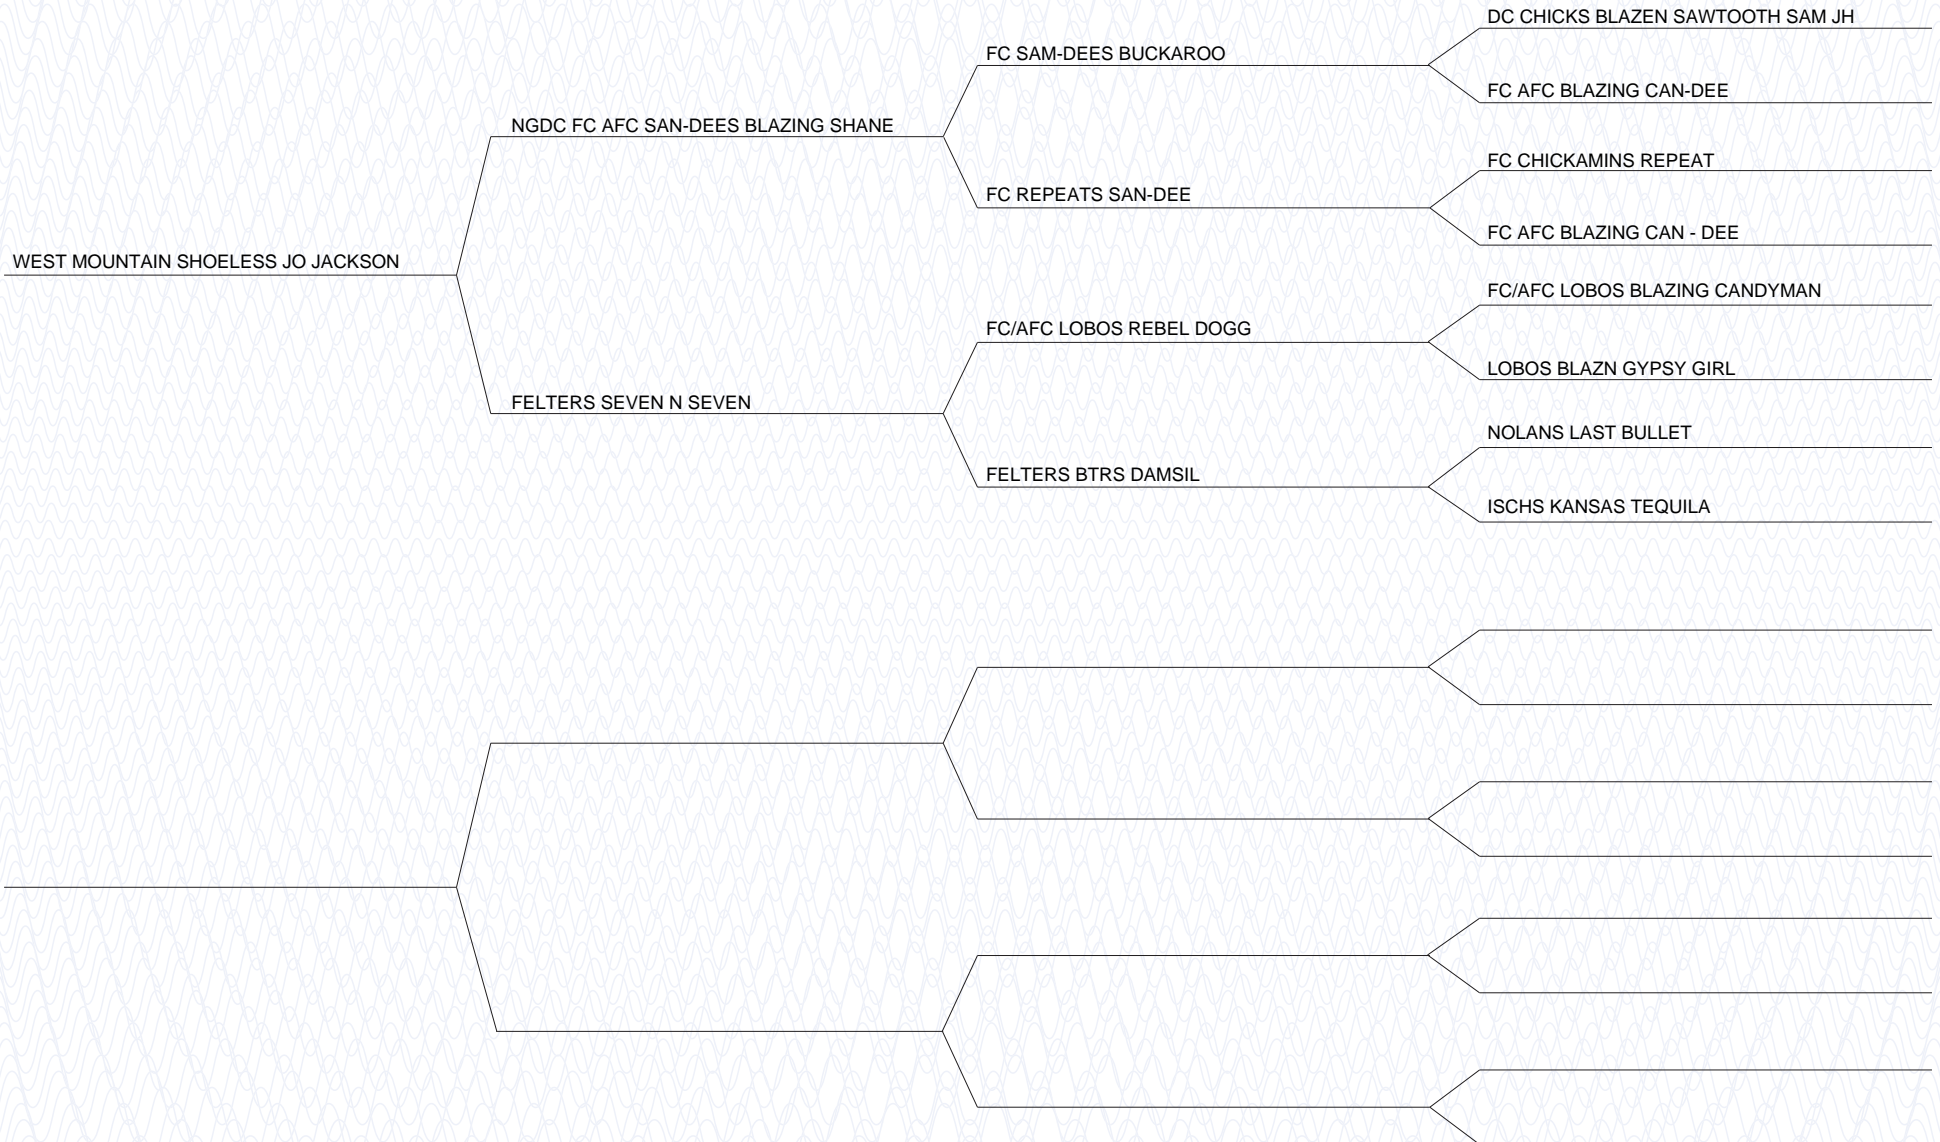 DC CHICKS BLAZEN SAWTOOTH SAM JH
FC SAM-DEES BUCKAROO
FC AFC BLAZING CAN-DEE
NGDC FC AFC SAN-DEES BLAZING SHANE
FC CHICKAMINS REPEAT
FC REPEATS SAN-DEE
FC AFC BLAZING CAN - DEE
WEST MOUNTAIN SHOELESS JO JACKSON
FC/AFC LOBOS BLAZING CANDYMAN
FC/AFC LOBOS REBEL DOGG
LOBOS BLAZN GYPSY GIRL
FELTERS SEVEN N SEVEN
NOLANS LAST BULLET
FELTERS BTRS DAMSIL
ISCHS KANSAS TEQUILA